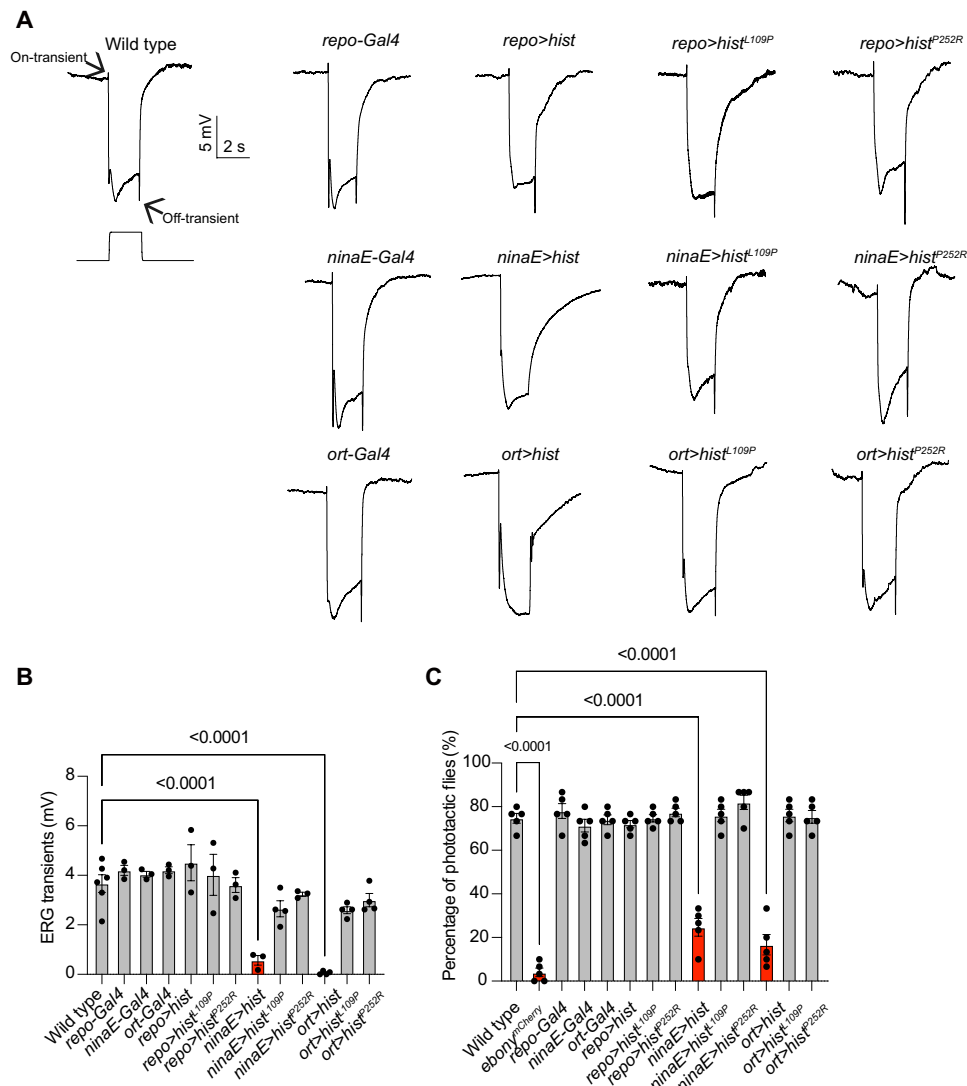 A
Wild type
On-transient
5 mV
2 s
Off-transient
repo-Gal4
repo>hist
repo>hist^L109P
repo>hist^P252R
ninaE-Gal4
ninaE>hist
ninaE>hist^L109P
ninaE>hist^P252R
ort-Gal4
ort>hist
ort>hist^L109P
ort>hist^P252R
B
<0.0001
<0.0001
ERG transients (mV)
8
6
4
2
0
Wild type
repo-Gal4
ninaE-Gal4
ort-Gal4
repo>hist
repo>hist^L109P
repo>hist^P252R
ninaE>hist
ninaE>hist^L109P
ninaE>hist^P252R
ort>hist
ort>hist^L109P
ort>hist^P252R
C
<0.0001
<0.0001
<0.0001
Percentage of phototactic flies (%)
100
80
60
40
20
0
Wild type
ebony^nCherry
repo-Gal4
ninaE-Gal4
ort-Gal4
repo>hist
repo>hist^L109P
repo>hist^P252R
ninaE>hist
ninaE>hist^L109P
ninaE>hist^P252R
ort>hist
ort>hist^L109P
ort>hist^P252R